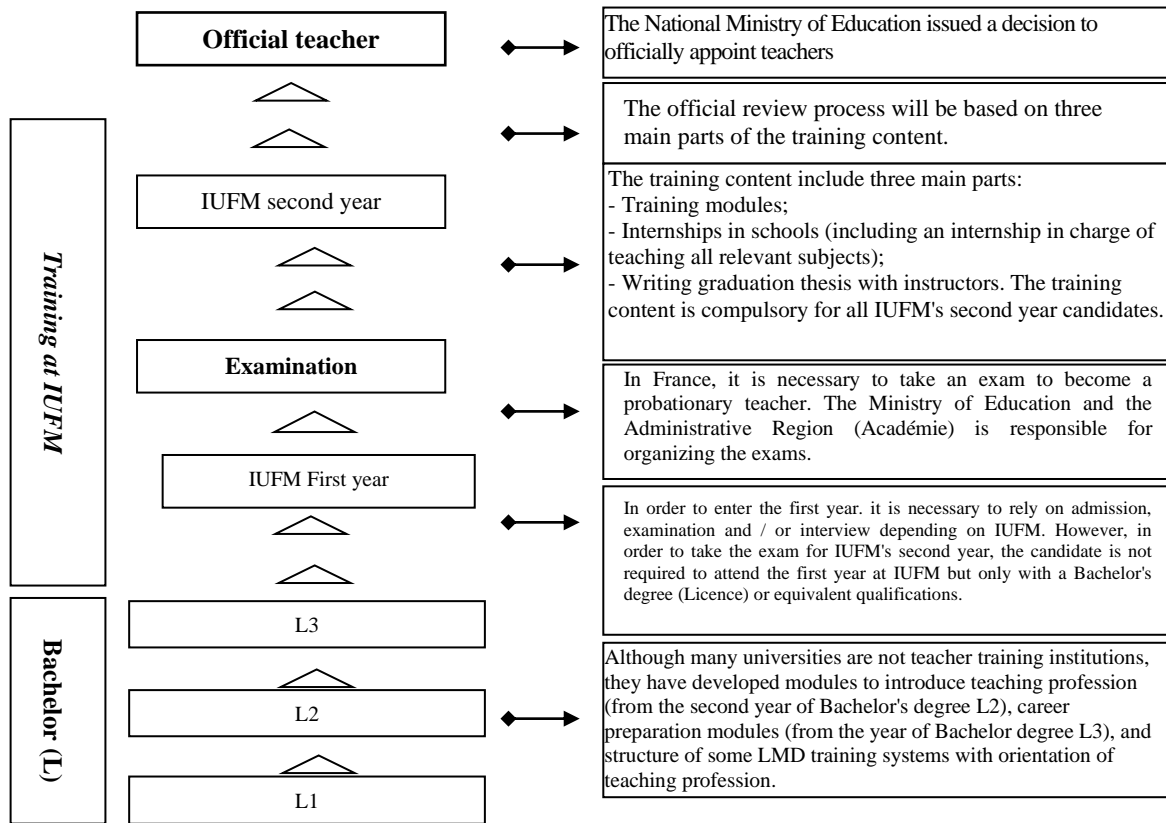 Official teacher
The National Ministry of Education issued a decision to
officially appoint teachers
The official review process will be based on three
main parts of the training content.
Training at IUFM
IUFM second year
The training content include three main parts:
- Training modules;
- Internships in schools (including an internship in charge of
teaching all relevant subjects);
- Writing graduation thesis with instructors. The training
content is compulsory for all IUFM's second year candidates.
Examination
In France, it is necessary to take an exam to become a
probationary teacher. The Ministry of Education and the
Administrative Region (Académie) is responsible for
organizing the exams.
IUFM First year
In order to enter the first year. it is necessary to rely on admission,
examination and / or interview depending on IUFM. However, in
order to take the exam for IUFM's second year, the candidate is not
required to attend the first year at IUFM but only with a Bachelor's
degree (Licence) or equivalent qualifications.
Bachelor (L)
L3
L2
L1
Although many universities are not teacher training institutions,
they have developed modules to introduce teaching profession
(from the second year of Bachelor's degree L2), career
preparation modules (from the year of Bachelor degree L3), and
structure of some LMD training systems with orientation of
teaching profession.